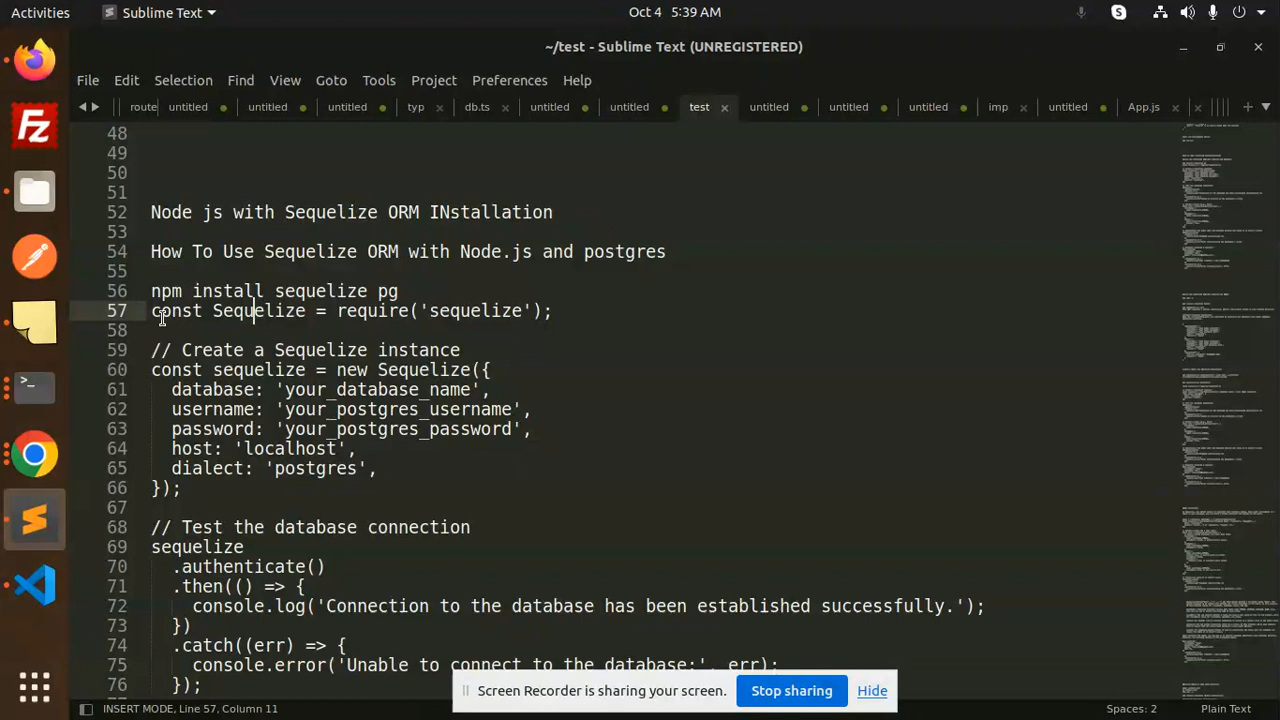 Activities
Sublime Text
Oct 4 5:39 AM
~/test - Sublime Text (UNREGISTERED)
File Edit Selection Find View Goto Tools Project Preferences Help
route untitled untitled untitled typ db.ts untitled untitled test untitled untitled untitled imp untitled App.js
48
49
50
51
52 Node js with Sequelize ORM INstallation
53
54 How To Use Sequelize ORM with Node.js and postgres
55
56 npm install sequelize pg
57 const Sequelize = require('sequelize');
58
59 // Create a Sequelize instance
60 const sequelize = new Sequelize({
61 database: 'your_database_name',
62 username: 'your_postgres_username',
63 password: 'your_postgres_password',
64 host: 'localhost',
65 dialect: 'postgres',
66 });
67
68 // Test the database connection
69 sequelize
70 .authenticate()
71 .then(() => {
72 console.log('Connection to the database has been established successfully.');
73 })
74 .catch((err) => {
75 console.error('Unable to connect to the database:', err);
76 });
Screen Recorder is sharing your screen. Stop sharing Hide
INSERT MODE, Line 57, Column 11
Spaces: 2
Plain Text